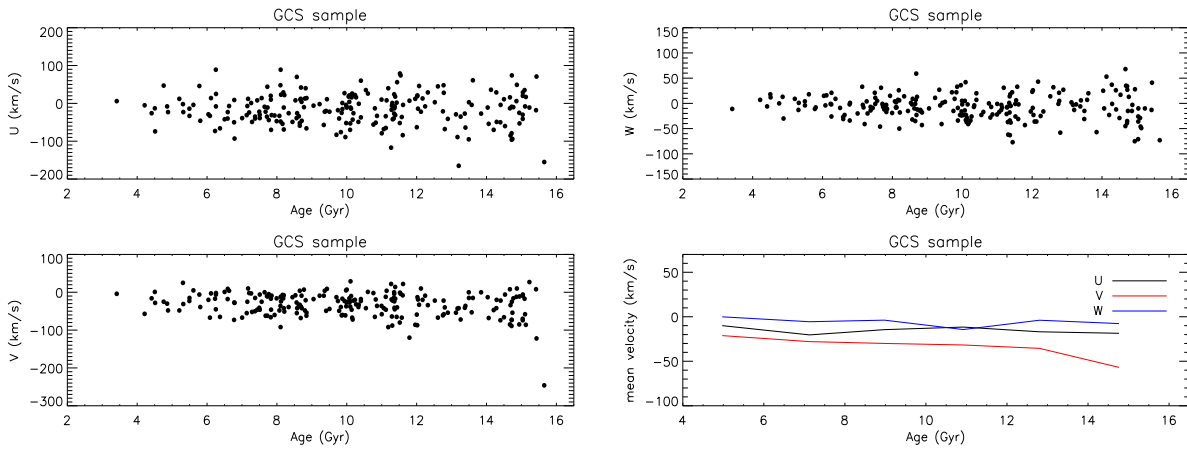 GCS sample
200
100
0
−100
−200
U (km/s)
2 4 6 8 10 12 14 16
Age (Gyr)
GCS sample
150
100
50
0
−50
−100
−150
W (km/s)
2 4 6 8 10 12 14 16
Age (Gyr)
GCS sample
100
0
−100
−200
−300
V (km/s)
2 4 6 8 10 12 14 16
Age (Gyr)
GCS sample
50
0
−50
−100
mean velocity (km/s)
U
V
W
4 6 8 10 12 14 16
Age (Gyr)